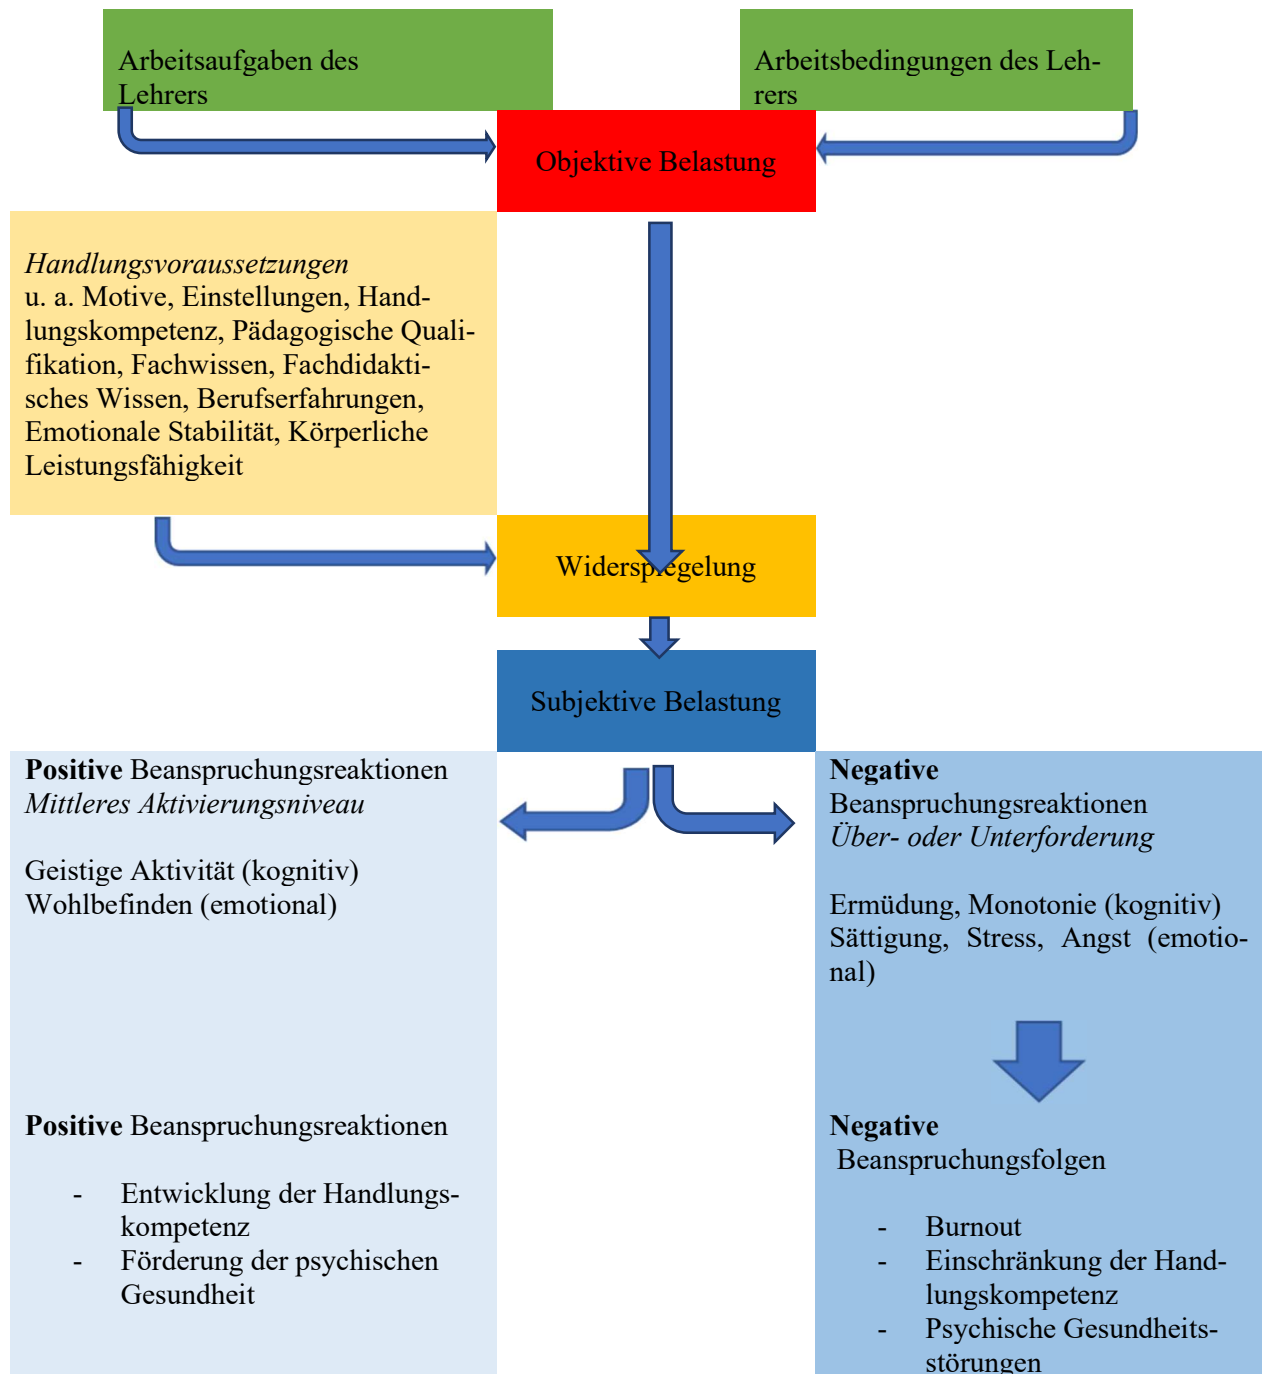 Arbeitsaufgaben des
Lehrers
Arbeitsbedingungen des Leh-
rers
Objektive Belastung
Handlungsvoraussetzungen
u. a. Motive, Einstellungen, Hand-
lungskompetenz, Pädagogische Quali-
fikation, Fachwissen, Fachdidakti-
sches Wissen, Berufserfahrungen,
Emotionale Stabilität, Körperliche
Leistungsfähigkeit
Widerspiegelung
Subjektive Belastung
Positive Beanspruchungsreaktionen
Mittleres Aktivierungsniveau
Geistige Aktivität (kognitiv)
Wohlbefinden (emotional)
Negative
Beanspruchungsreaktionen
Über- oder Unterforderung
Ermüdung, Monotonie (kognitiv)
Sättigung, Stress, Angst (emotio-
nal)
Positive Beanspruchungsreaktionen
- Entwicklung der Handlungs-
kompetenz
- Förderung der psychischen
Gesundheit
Negative
Beanspruchungsfolgen
- Burnout
- Einschränkung der Hand-
lungskompetenz
- Psychische Gesundheits-
störungen